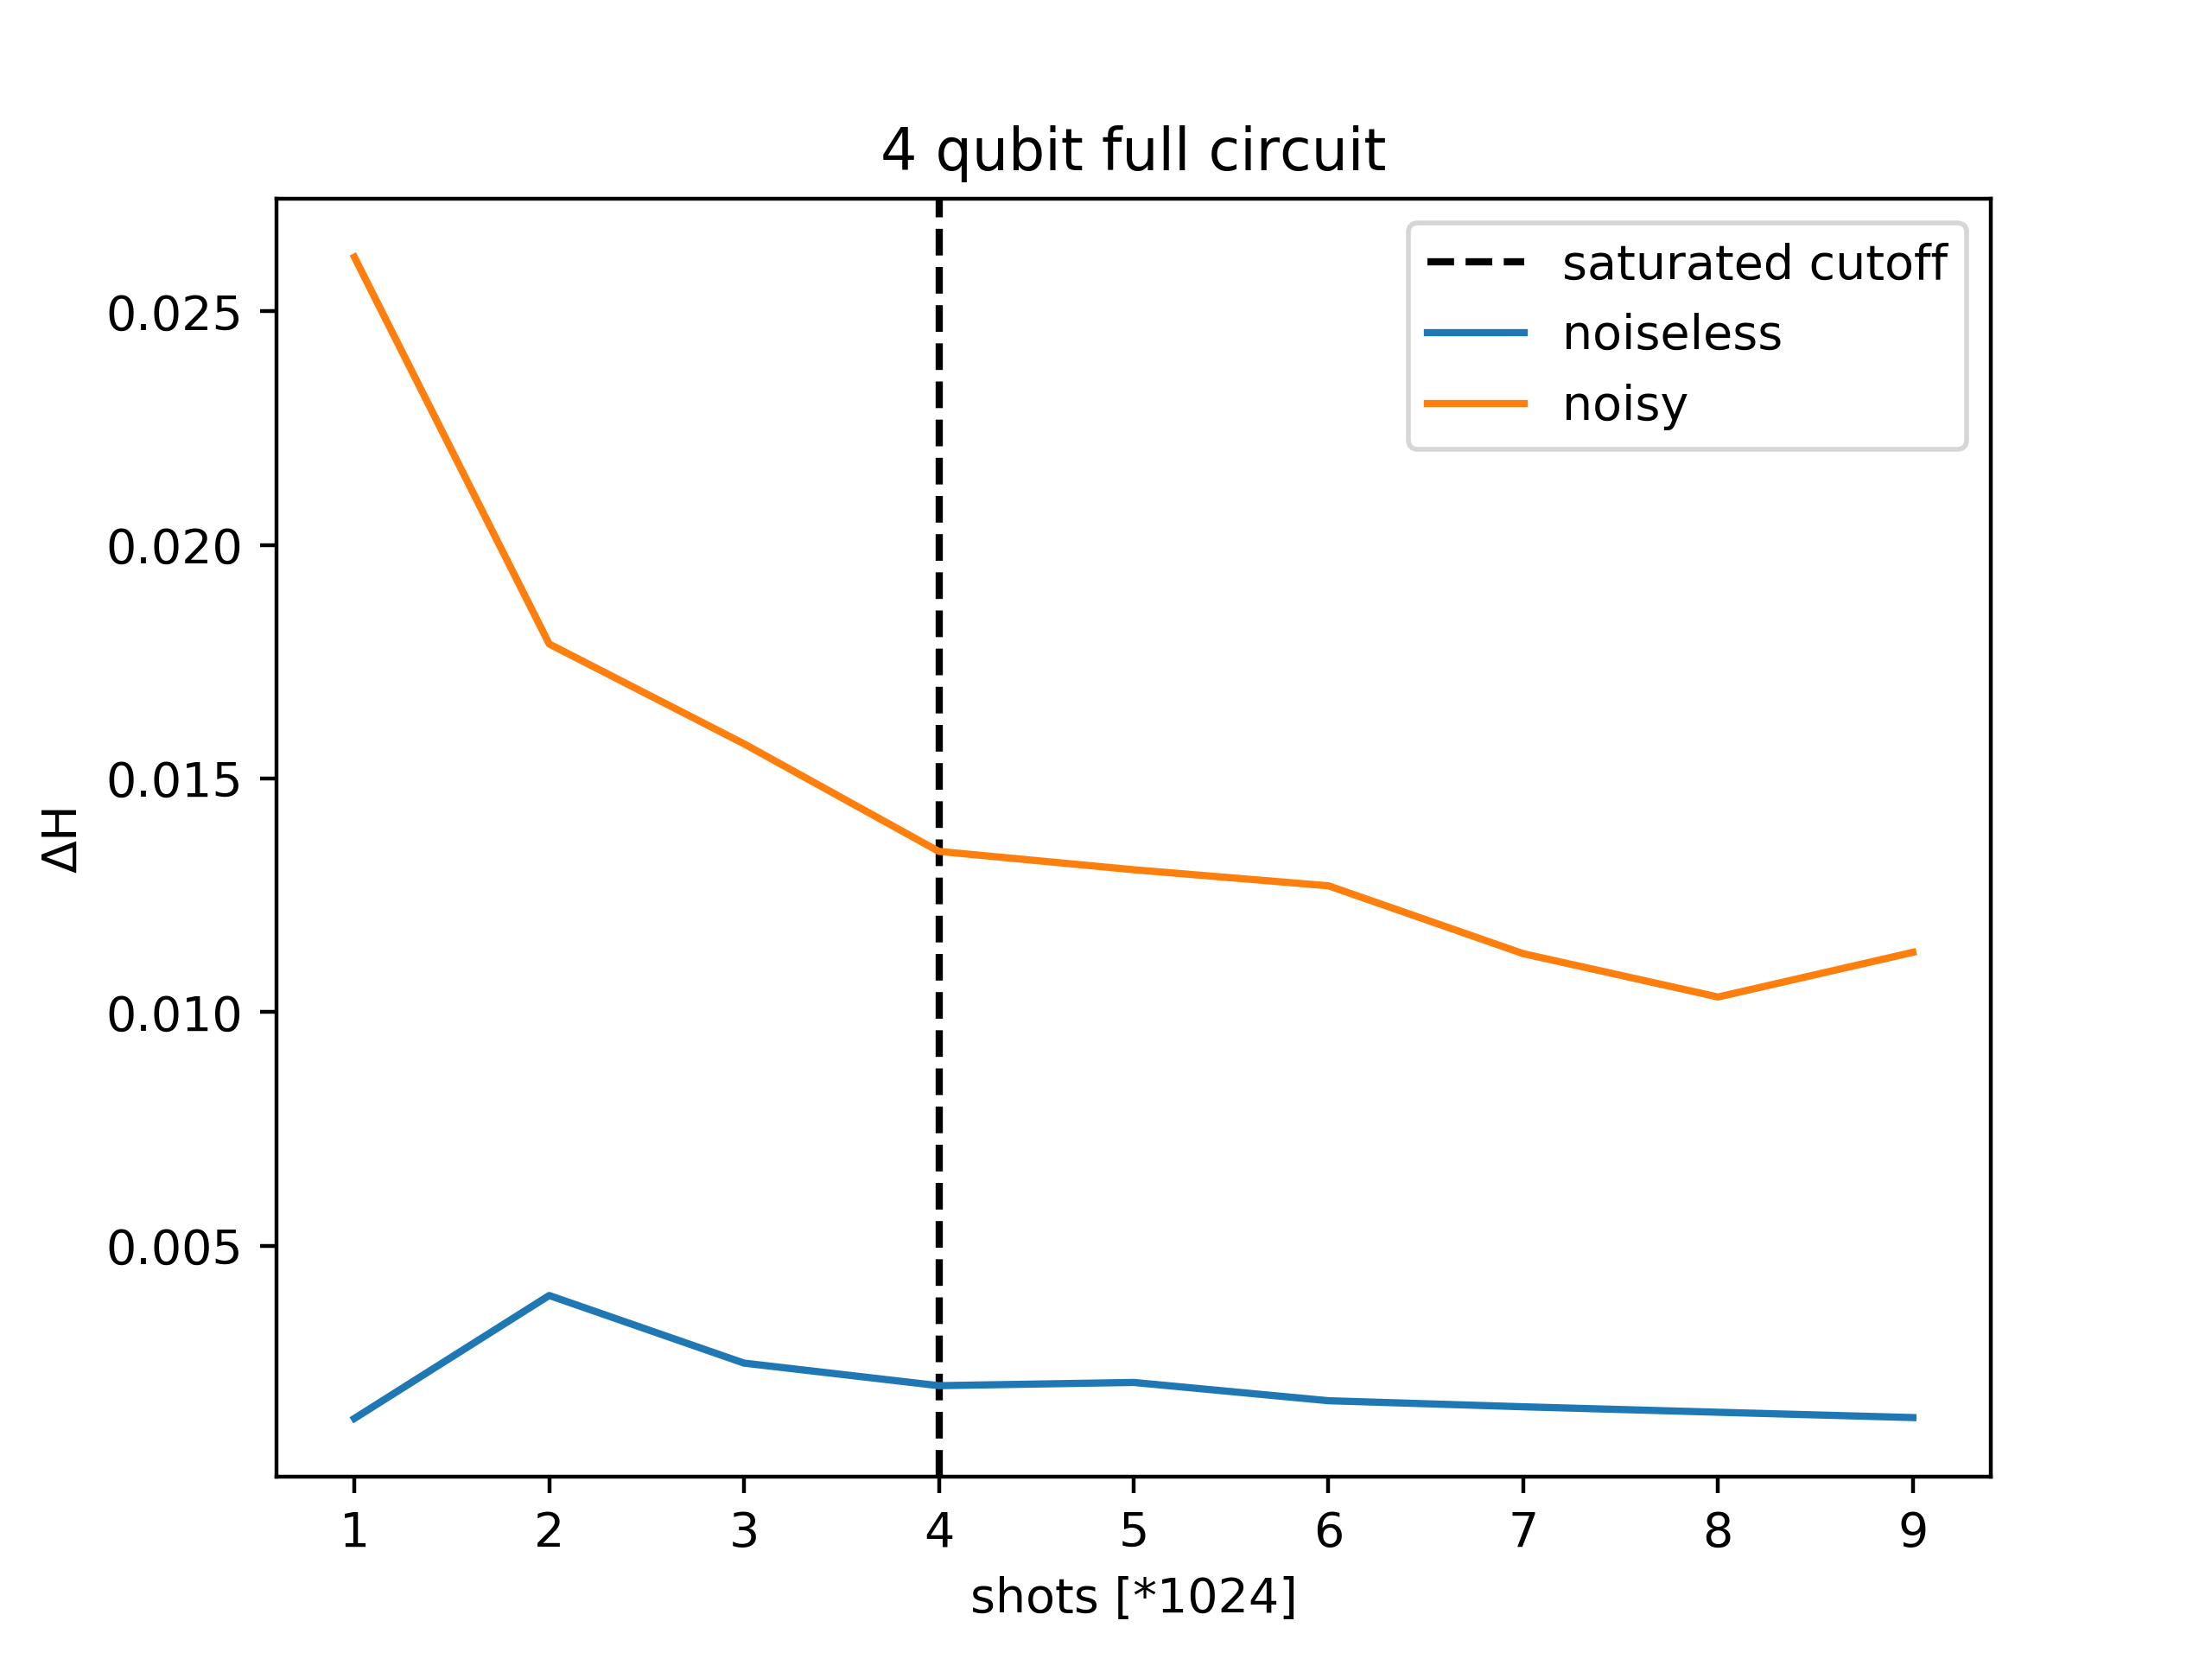 4 qubit full circuit
saturated cutoff
noiseless
noisy
0.025
0.020
0.015
0.010
0.005
ΔH
1 2 3 4 5 6 7 8 9
shots [*1024]